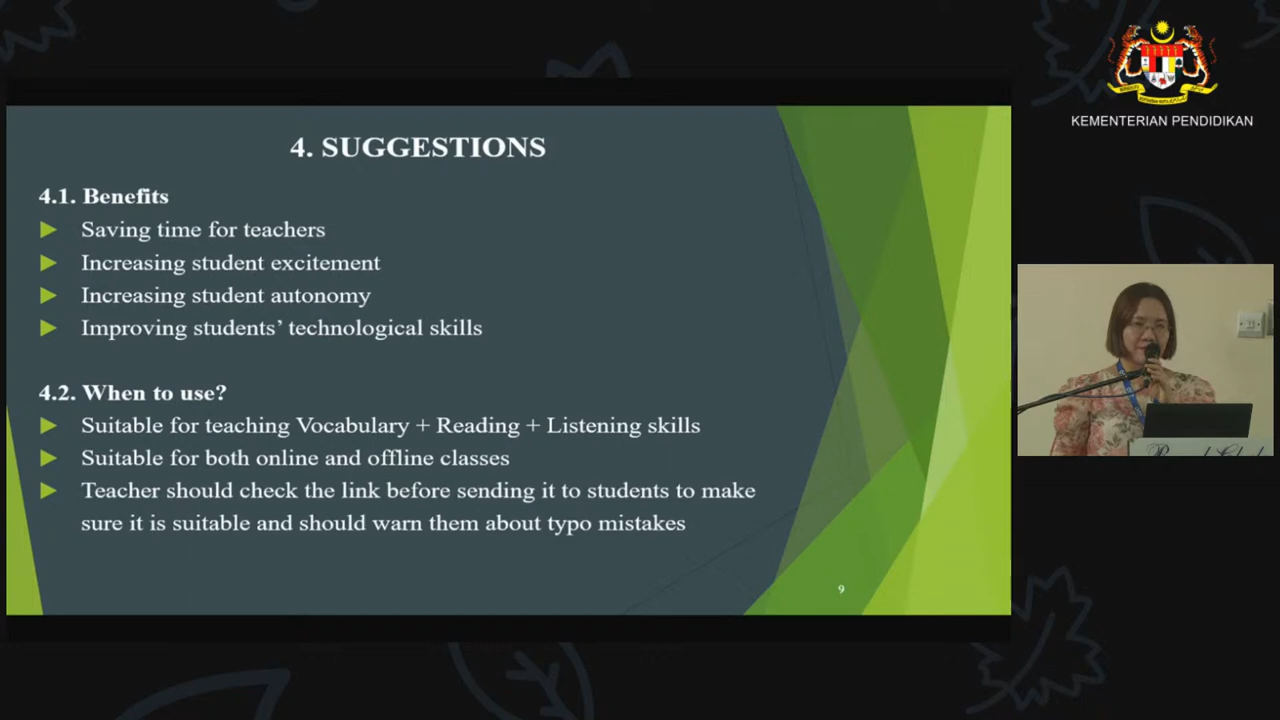 4. SUGGESTIONS
4.1. Benefits
Saving time for teachers
Increasing student excitement
Increasing student autonomy
Improving students' technological skills
4.2. When to use?
Suitable for teaching Vocabulary + Reading + Listening skills
Suitable for both online and offline classes
Teacher should check the link before sending it to students to make
sure it is suitable and should warn them about typo mistakes
9
KEMENTERIAN PENDIDIKAN